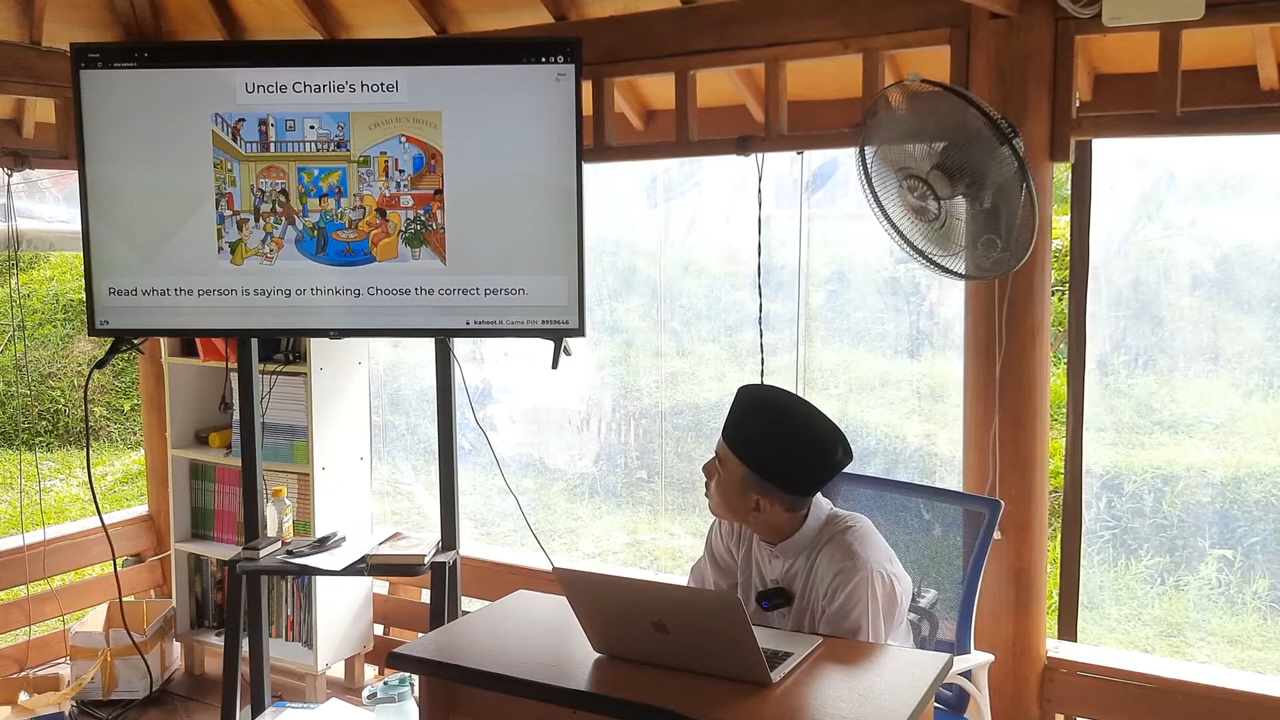 Uncle Charlie's hotel
CHARLIE'S HOTEL
Read what the person is saying or thinking. Choose the correct person.
2/9
kahoot.it Game PIN: 8959646
LG